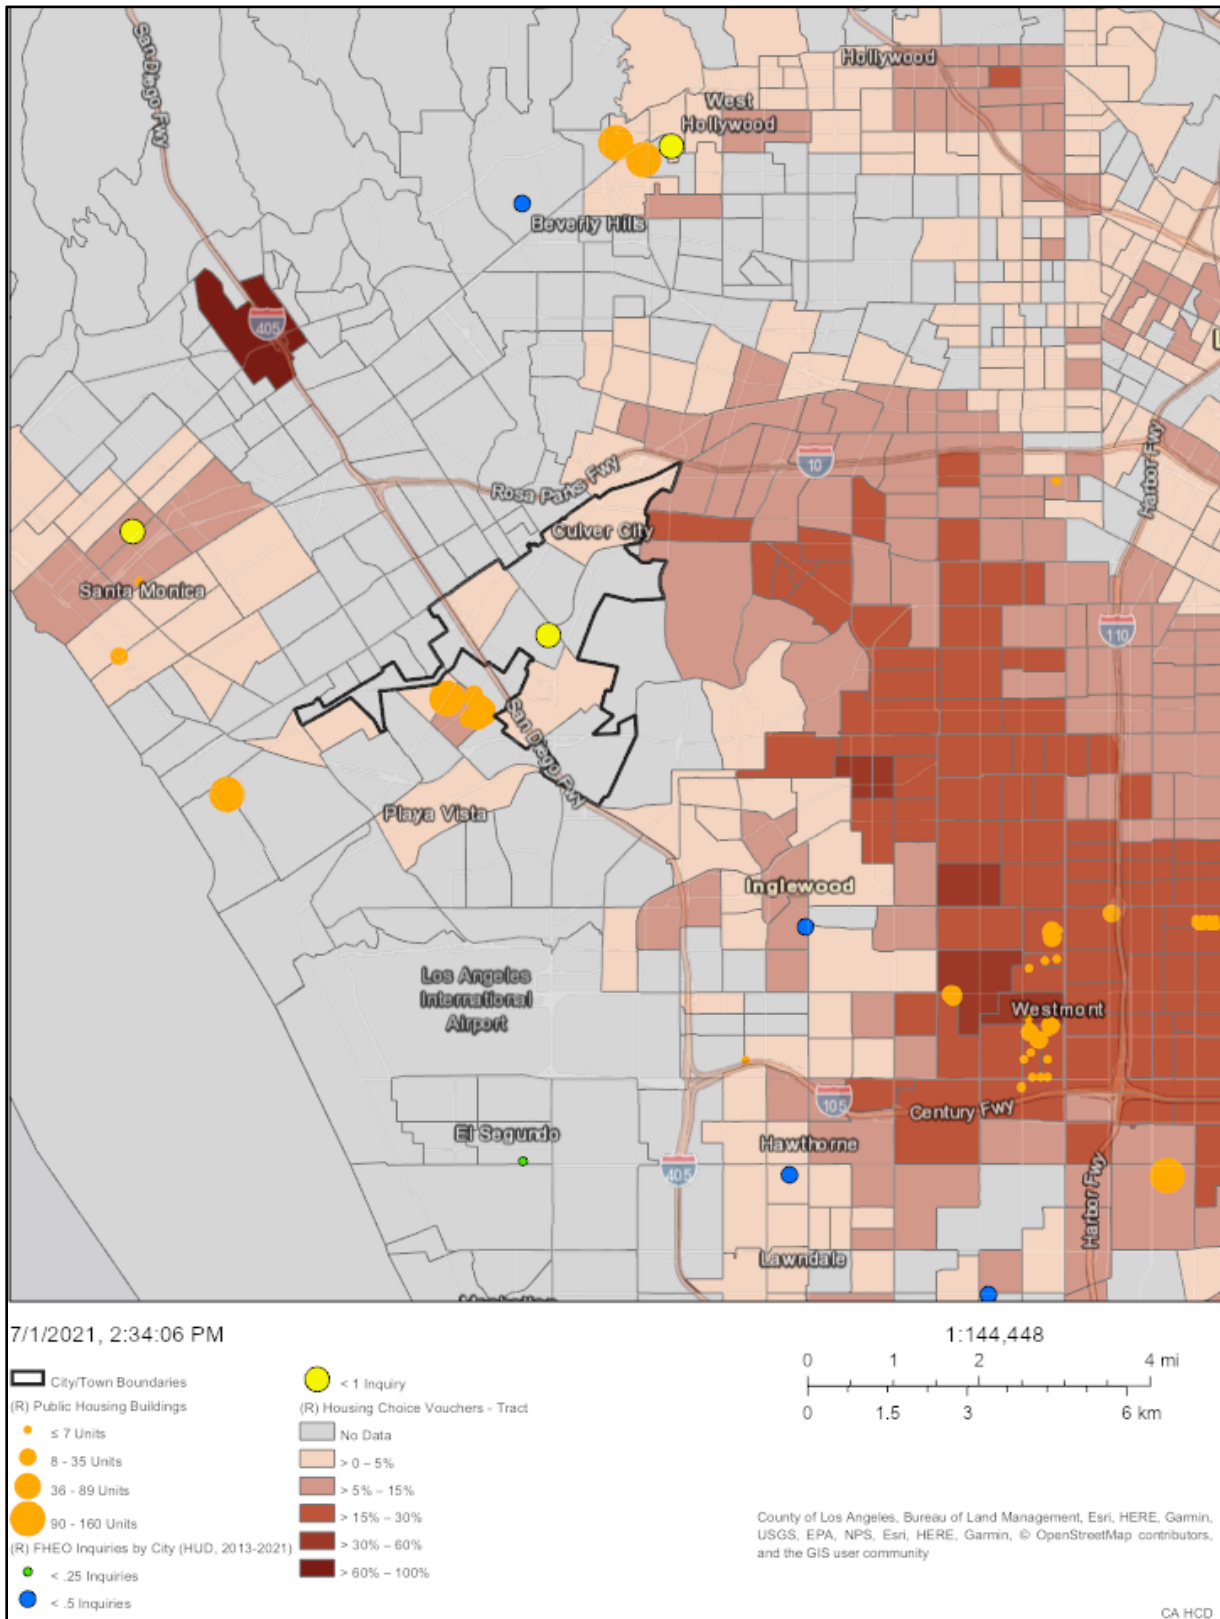 San Diego Fwy
Hollywood
West
Hollywood
Beverly Hills
405
L
Harbor Fwy
10
Rosa Parks Fwy
Culver City
Santa Monica
110
San Diego Fwy
Playa Vista
Inglewood
Los Angeles
International
Airport
Westmont
105
Century Fwy
El Segundo
Hawthorne
405
Harbor Fwy
Lawndale
Manhattan
7/1/2021, 2:34:06 PM
1:144,448
0 1 2 4 mi
0 1.5 3 6 km
City/Town Boundaries
(R) Public Housing Buildings
≤ 7 Units
8 - 35 Units
36 - 89 Units
90 - 160 Units
(R) FHEO Inquiries by City (HUD, 2013-2021)
< .25 Inquiries
< .5 Inquiries
< 1 Inquiry
(R) Housing Choice Vouchers - Tract
No Data
> 0 – 5%
> 5% – 15%
> 15% – 30%
> 30% – 60%
> 60% – 100%
County of Los Angeles, Bureau of Land Management, Esri, HERE, Garmin,
USGS, EPA, NPS, Esri, HERE, Garmin, © OpenStreetMap contributors,
and the GIS user community
CA HCD